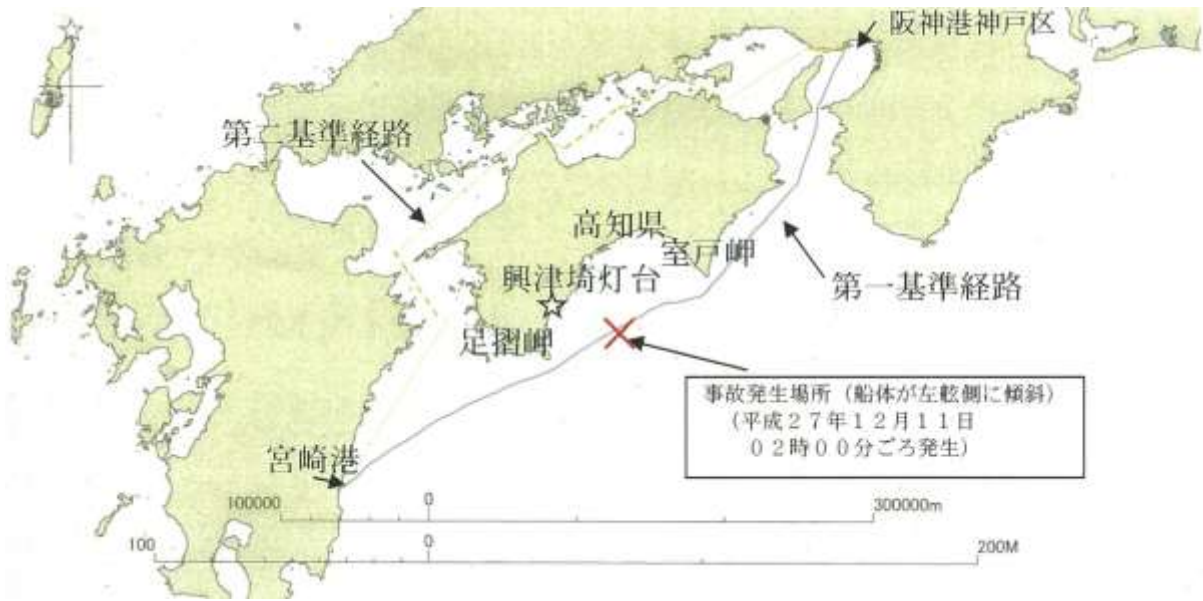 阪神港神戸区
第二基準経路
高知県
室戸岬
興津埼灯台
第一基準経路
足摺岬
事故発生場所（船体が左舷側に傾斜）
（平成２７年１２月１１日
０２時００分ごろ発生）
宮崎港
100000 0 300000m
100 0 200M